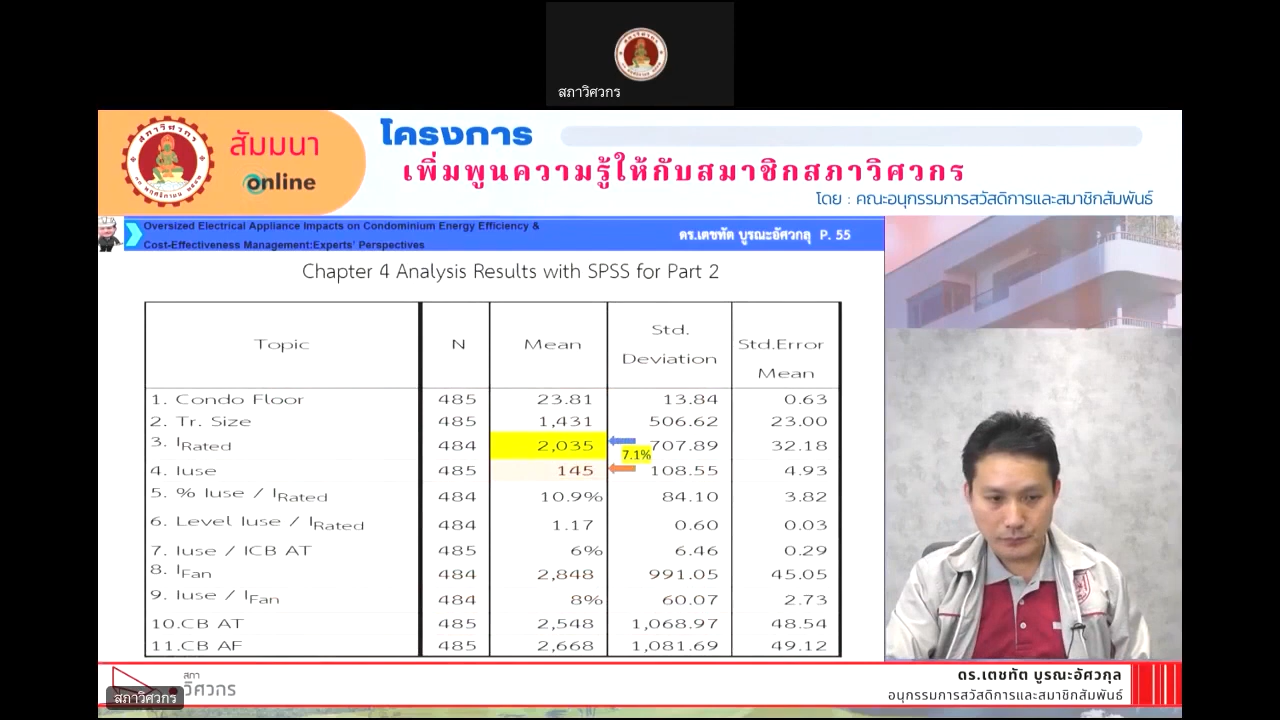 สภาวิศวกร
สัมมนา
Online
โครงการ
เพิ่มพูนความรู้ให้กับสมาชิกสภาวิศวกร
โดย : คณะอนุกรรมการสวัสดิการและสมาชิกสัมพันธ์
Oversized Electrical Appliance Impacts on Condominium Energy Efficiency &
Cost-Effectiveness Management:Experts' Perspectives
ดร.เตชทัต บูรณะอัศวกลุ P. 55
Chapter 4 Analysis Results with SPSS for Part 2
Topic N Mean Std. Deviation Std.Error Mean
1. Condo Floor 485 23.81 13.84 0.63
2. Tr. Size 485 1,431 506.62 23.00
3. IRated 484 2,035 707.89 32.18
7.1%
4. Iuse 485 145 108.55 4.93
5. % Iuse / IRated 484 10.9% 84.10 3.82
6. Level Iuse / IRated 484 1.17 0.60 0.03
7. Iuse / ICB AT 485 6% 6.46 0.29
8. IFan 484 2,848 991.05 45.05
9. Iuse / IFan 484 8% 60.07 2.73
10.CB AT 485 2,548 1,068.97 48.54
11.CB AF 485 2,668 1,081.69 49.12
สภา
วิศวกร
สภาวิศวกร
ดร.เตชทัต บูรณะอัศวกุล
อนุกรรมการสวัสดิการและสมาชิกสัมพันธ์